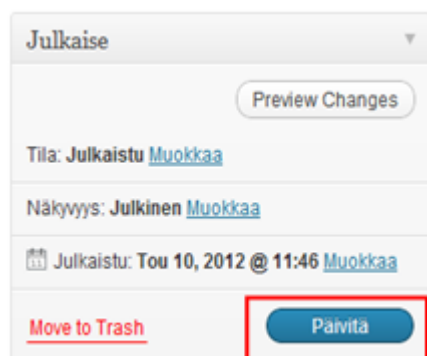 Julkaise
Preview Changes
Tila: Julkaistu Muokkaa
Näkyvyys: Julkinen Muokkaa
Julkaistu: Tou 10, 2012 @ 11:46 Muokkaa
Move to Trash Päivitä